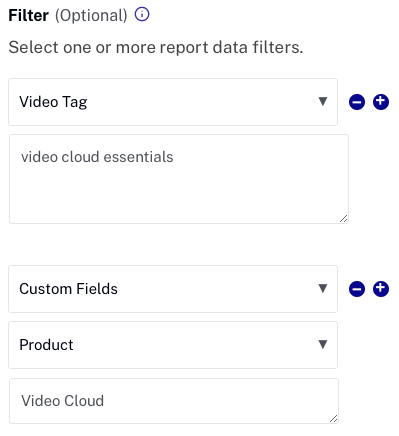 Filter (Optional)
Select one or more report data filters.
Video Tag
video cloud essentials
Custom Fields
Product
Video Cloud